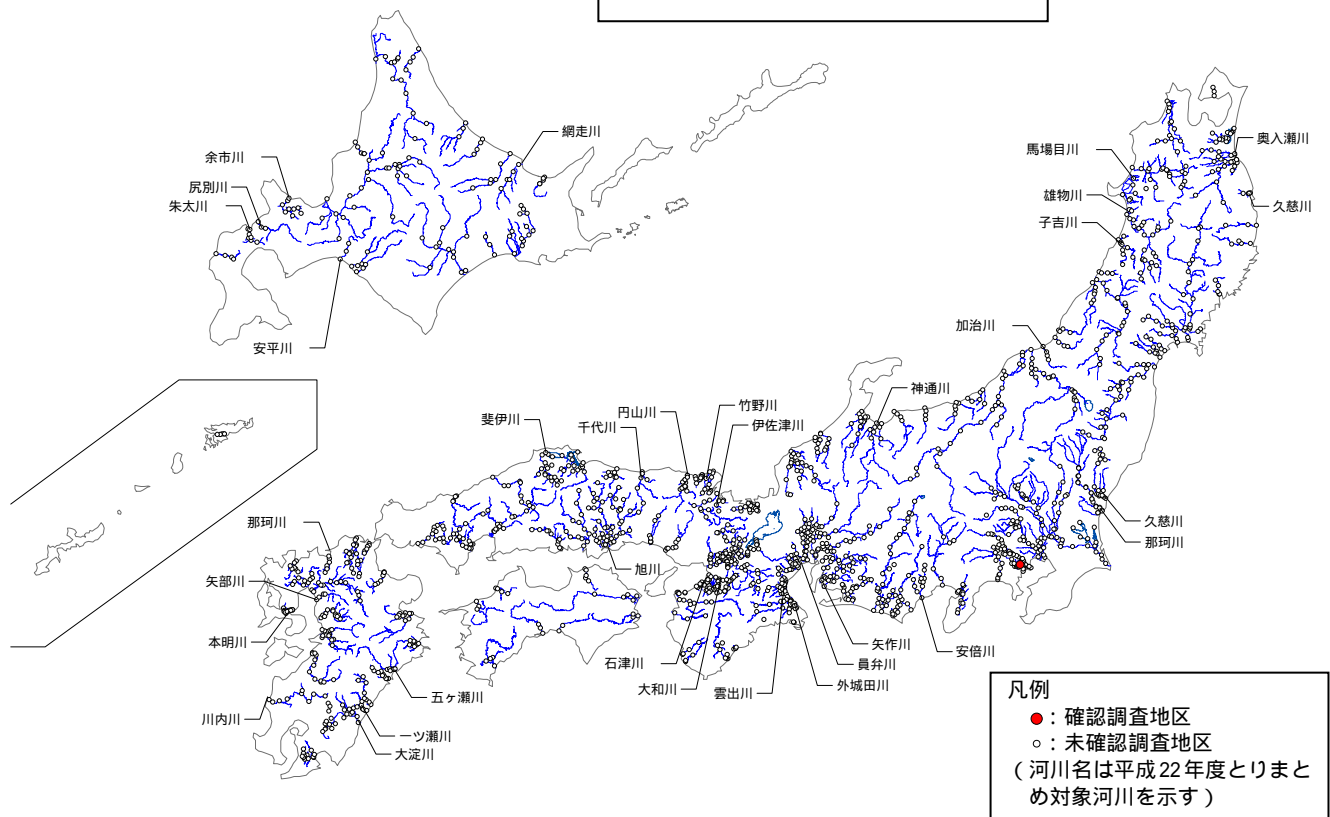 網走川
余市川
尻別川
朱太川
安平川
奥入瀬川
馬場目川
雄物川
久慈川
子吉川
加治川
神通川
竹野川
円山川
伊佐津川
斐伊川
千代川
久慈川
那珂川
那珂川
旭川
矢部川
本明川
矢作川
安倍川
石津川
員弁川
大和川
雲出川
外城田川
五ヶ瀬川
川内川
一ツ瀬川
大淀川
凡例
●：確認調査地区
○：未確認調査地区
（河川名は平成22年度とりまと
め対象河川を示す）